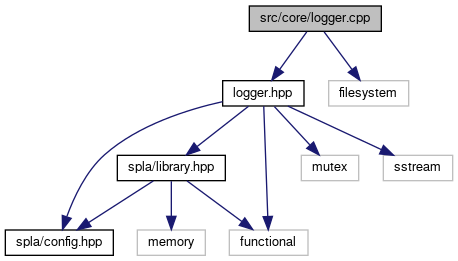 src/core/logger.cpp
logger.hpp
filesystem
spla/library.hpp
mutex
sstream
spla/config.hpp
memory
functional